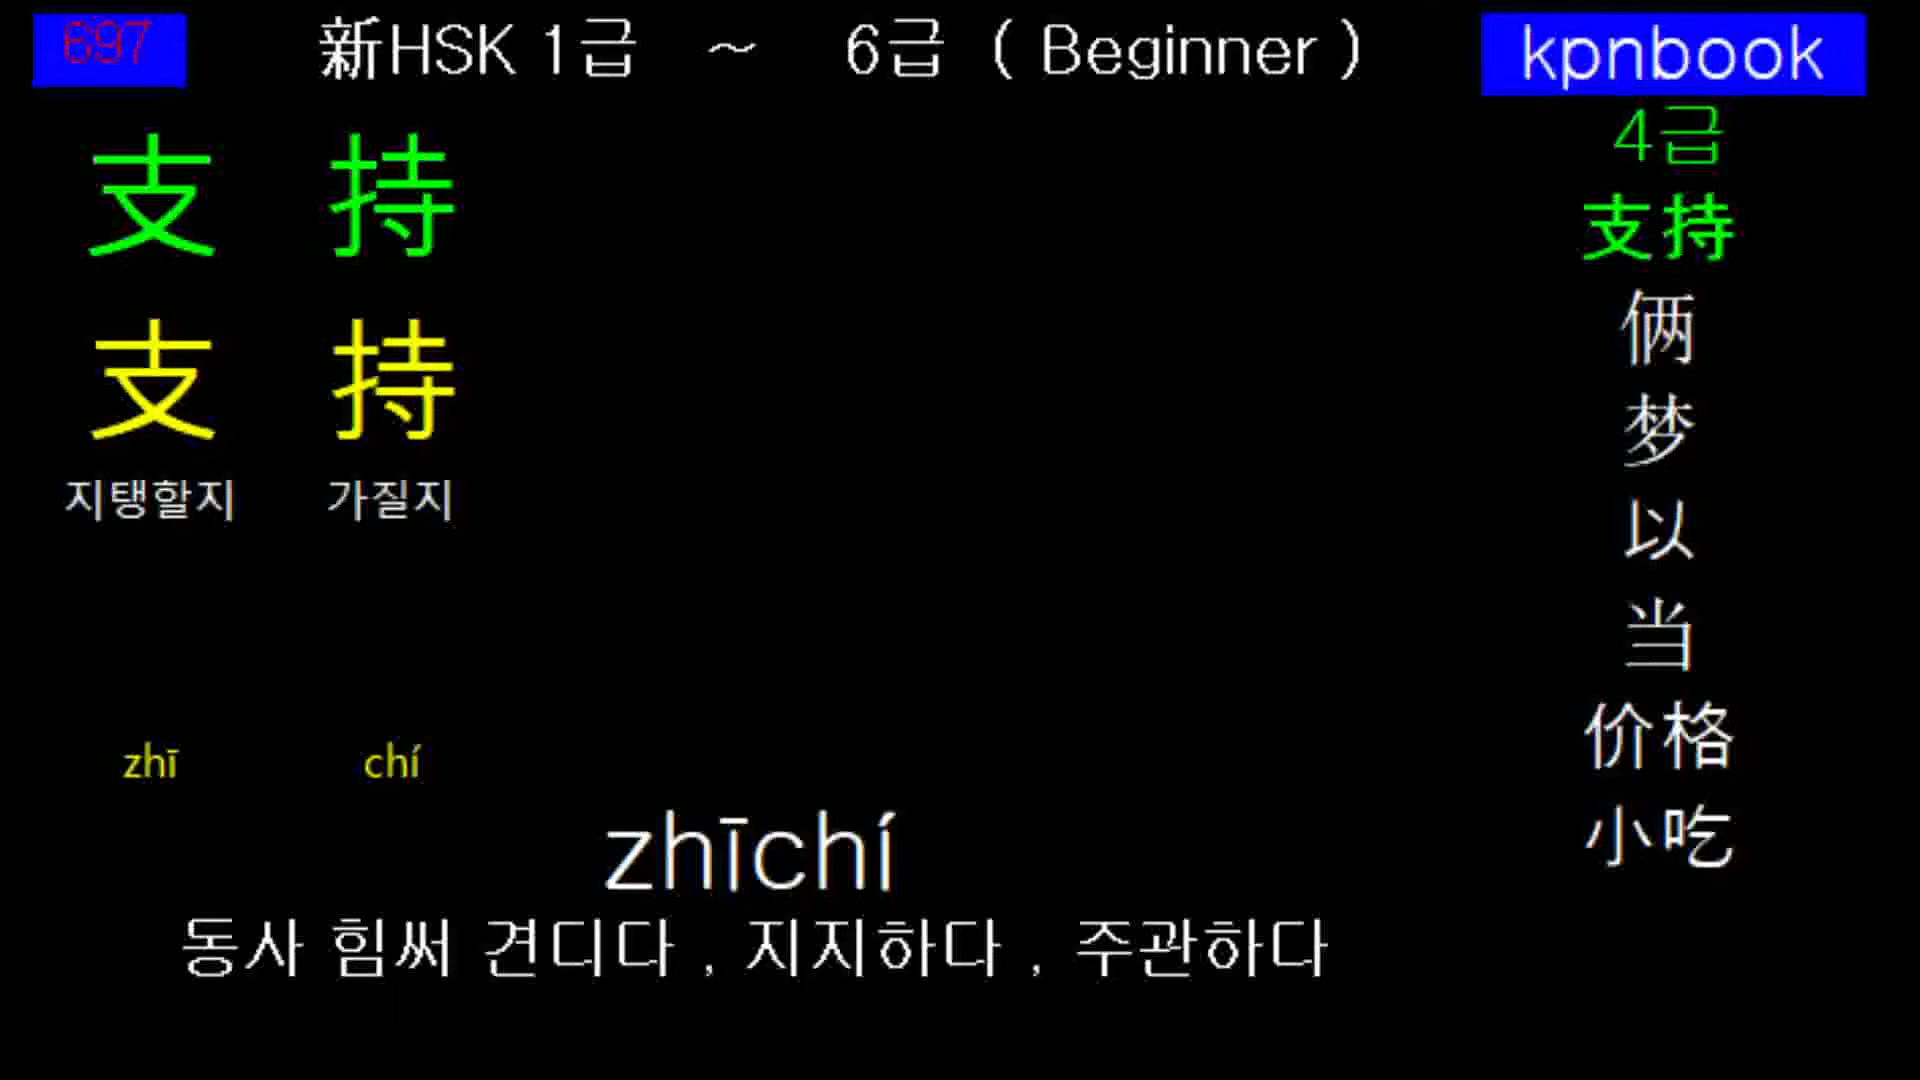 697 新HSK 1급 ~ 6급 ( Beginner ) kpnbook
支 持
支 持
지탱할지 가질지
zhī chí
zhīchí
동사 힘써 견디다 , 지지하다 , 주관하다
4급
支持
俩
梦
以
当
价格
小吃